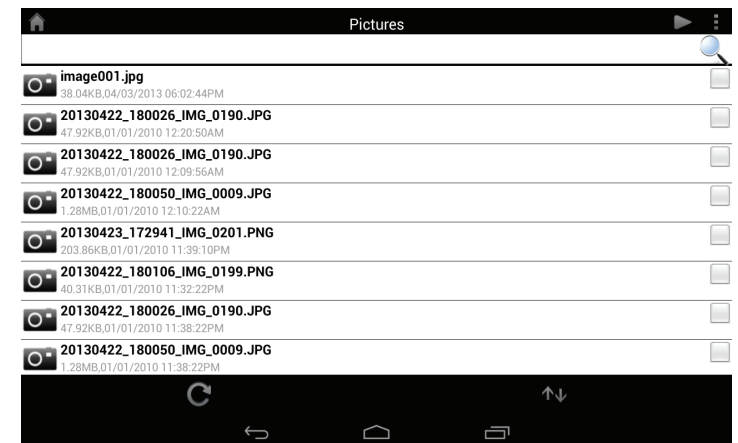 Pictures
image001.jpg
38.04KB,04/03/2013 06:02:44PM
20130422_180026_IMG_0190.JPG
47.92KB,01/01/2010 12:20:50AM
20130422_180026_IMG_0190.JPG
47.92KB,01/01/2010 12:09:56AM
20130422_180050_IMG_0009.JPG
1.28MB,01/01/2010 12:10:22AM
20130423_172941_IMG_0201.PNG
203.86KB,01/01/2010 11:39:10PM
20130422_180106_IMG_0199.PNG
40.31KB,01/01/2010 11:32:22PM
20130422_180026_IMG_0190.JPG
47.92KB,01/01/2010 11:38:22PM
20130422_180050_IMG_0009.JPG
1.28MB,01/01/2010 11:38:22PM